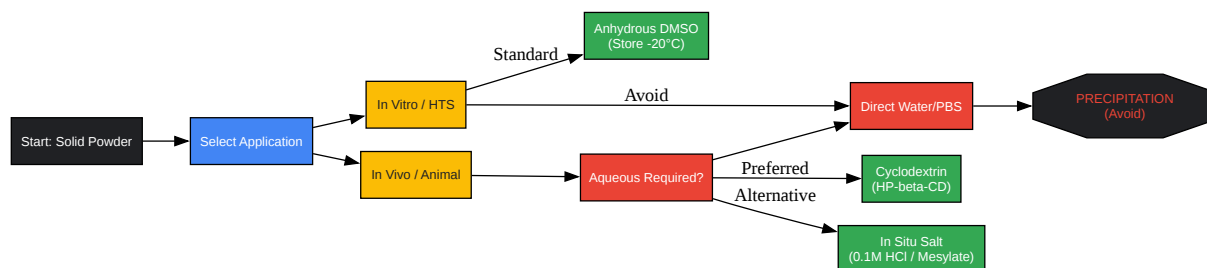 Start: Solid Powder
Select Application
In Vitro / HTS
In Vivo / Animal
Standard
Anhydrous DMSO
(Store -20°C)
Avoid
Aqueous Required?
Direct Water/PBS
PRECIPITATION
(Avoid)
Preferred
Cyclodextrin
(HP-beta-CD)
Alternative
In Situ Salt
(0.1M HCl / Mesylate)